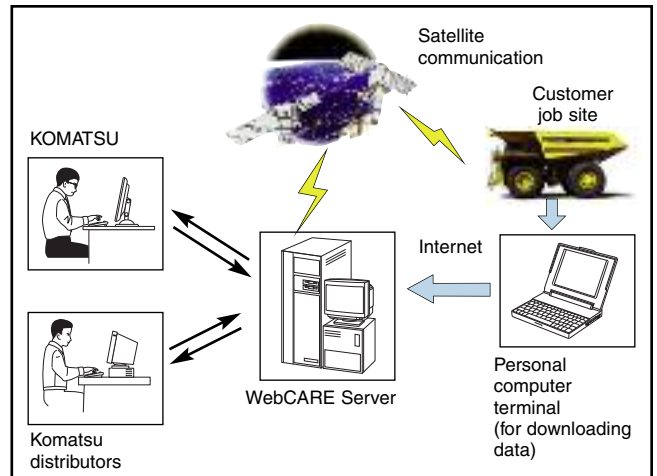 Satellite
communication
Customer
job site
KOMATSU
Internet
WebCARE Server
Personal
computer
terminal
(for downloading
data)
Komatsu
distributors